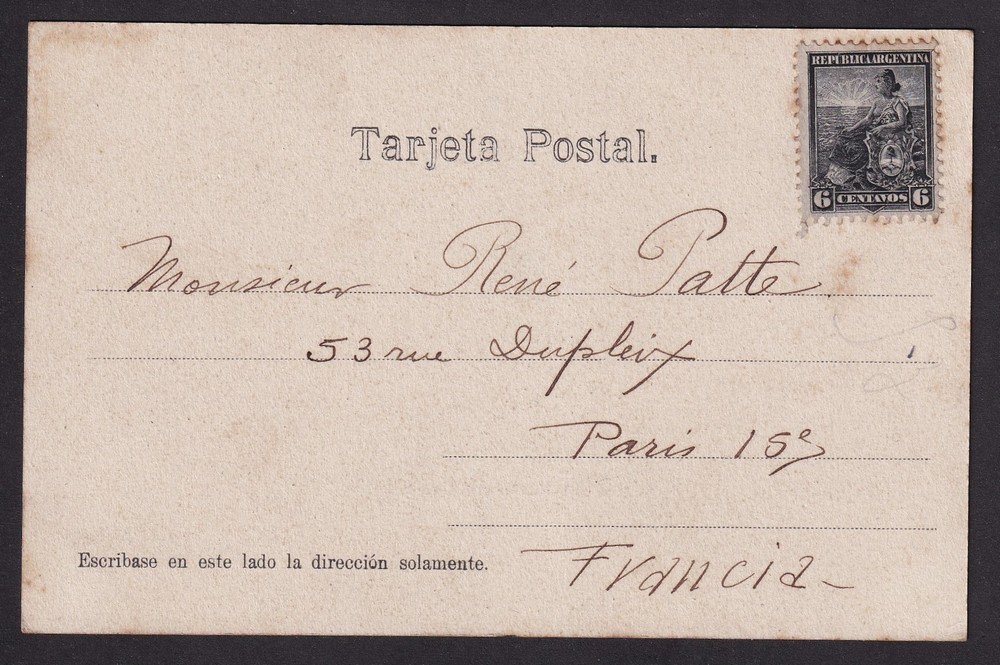 REPUBLICA ARGENTINA
6 CENTAVOS 6
Tarjeta Postal.
Monsieur René Patte
53 rue Dupleix
Paris 15e
Francia
Escribase en este lado la dirección solamente.